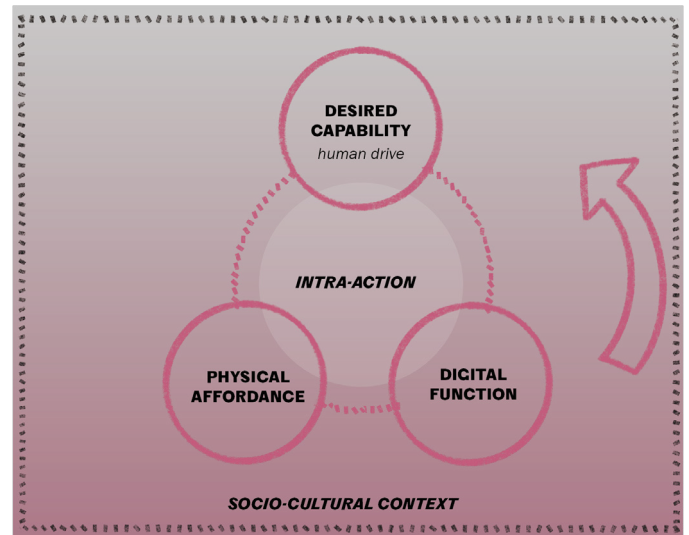 DESIRED
CAPABILITY
human drive
INTRA-ACTION
PHYSICAL
AFFORDANCE
DIGITAL
FUNCTION
SOCIO-CULTURAL CONTEXT